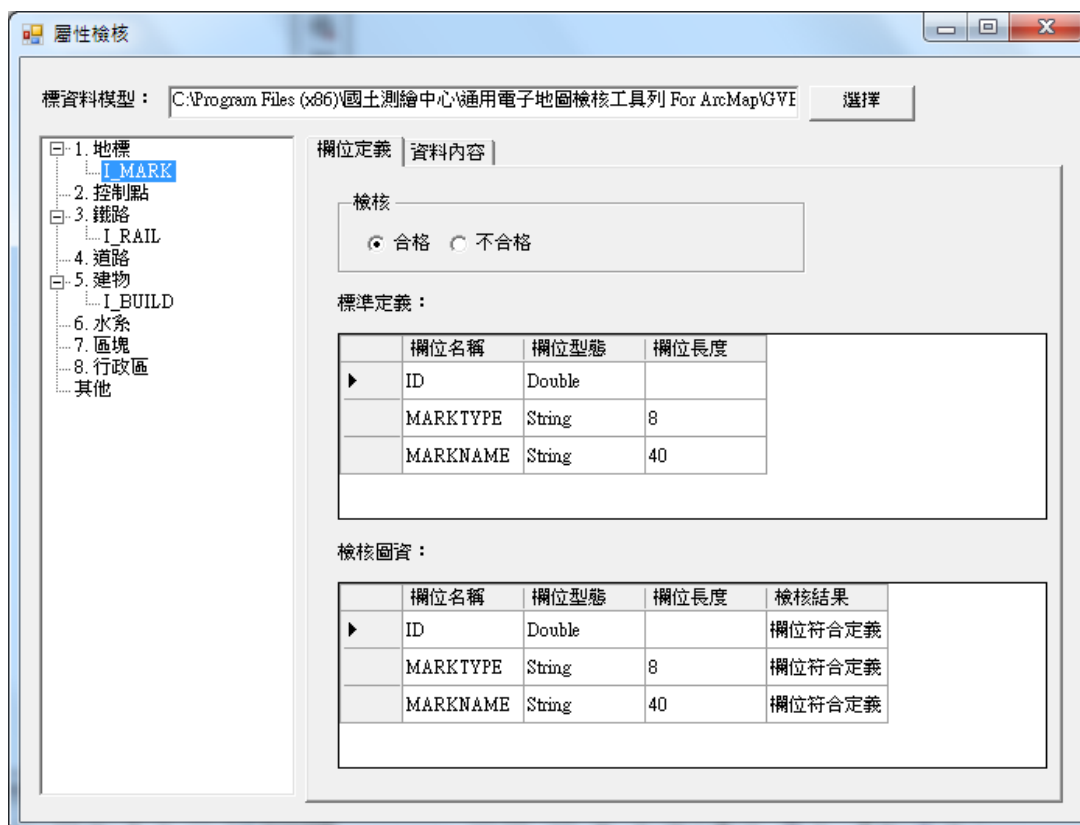 屬性檢核
標資料模型： C:\Program Files (x86)\國土測繪中心\通用電子地圖檢核工具列 For ArcMap\GVE 選擇
1. 地標
I_MARK
2. 控制點
3. 鐵路
I_RAIL
4. 道路
5. 建物
I_BUILD
6. 水系
7. 區塊
8. 行政區
其他
欄位定義 資料內容
檢核
合格 不合格
標準定義：
欄位名稱 欄位型態 欄位長度
ID Double
MARKTYPE String 8
MARKNAME String 40
檢核圖資：
欄位名稱 欄位型態 欄位長度 檢核結果
ID Double 欄位符合定義
MARKTYPE String 8 欄位符合定義
MARKNAME String 40 欄位符合定義